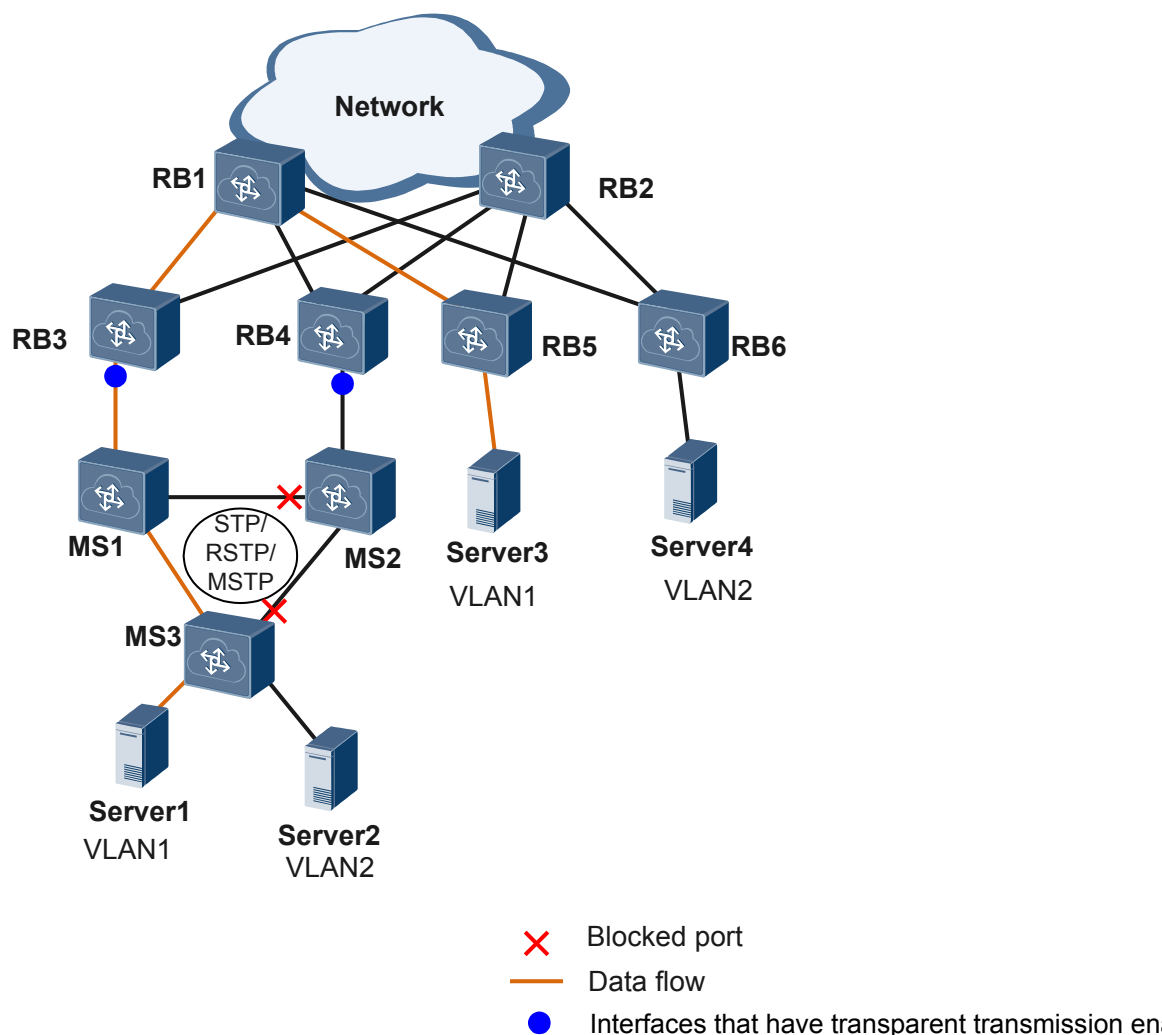 Network
RB1
RB2
RB3
RB4
RB5
RB6
MS1
STP/
RSTP/
MSTP
MS2
Server3
VLAN1
Server4
VLAN2
MS3
Server1
VLAN1
Server2
VLAN2
Blocked port
Data flow
Interfaces that have transparent transmission